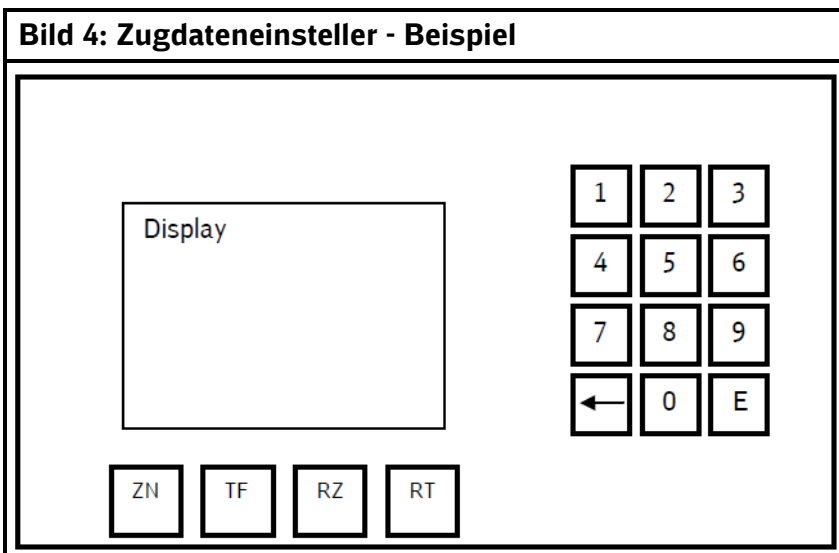 Bild 4: Zugdateneinsteller - Beispiel
Display
1 2 3
4 5 6
7 8 9
← 0 E
ZN TF RZ RT